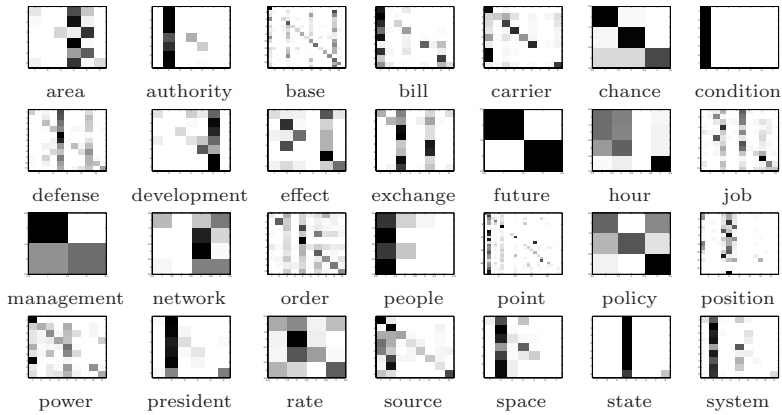 area authority base bill carrier chance condition
defense development effect exchange future hour job
management network order people point policy position
power president rate source space state system